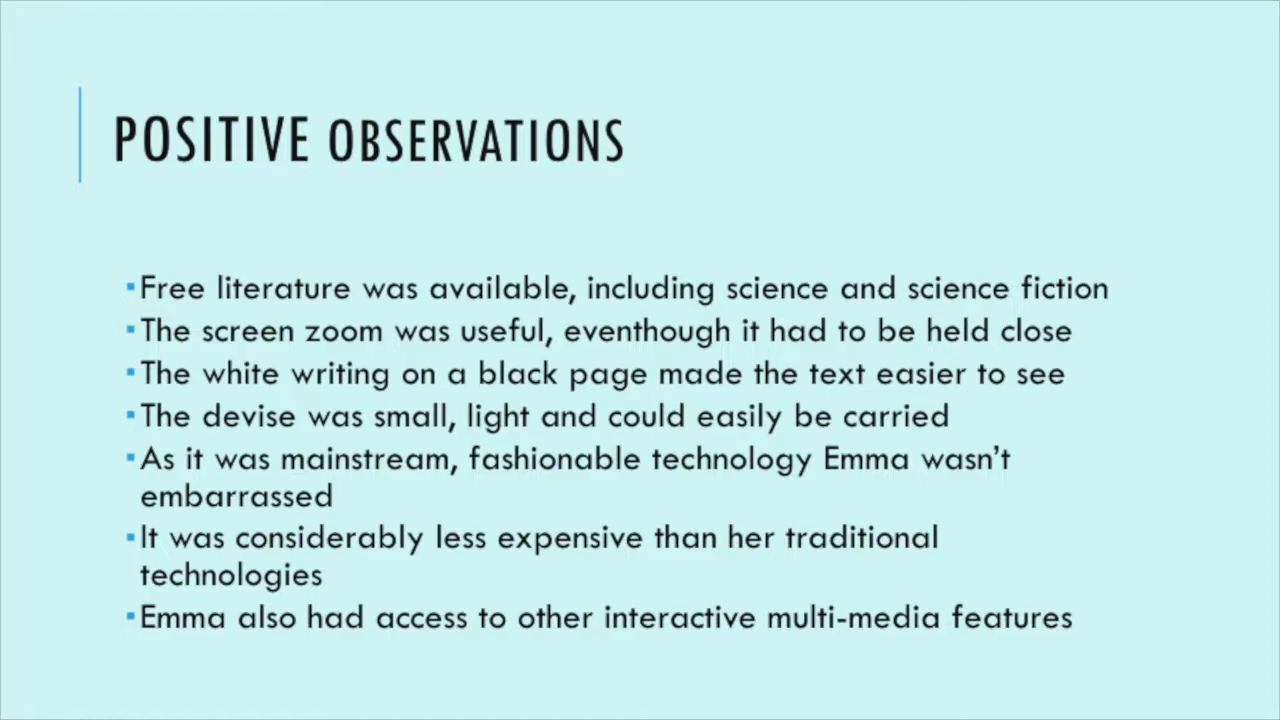 POSITIVE OBSERVATIONS
▪Free literature was available, including science and science fiction
▪The screen zoom was useful, eventhough it had to be held close
▪The white writing on a black page made the text easier to see
▪The devise was small, light and could easily be carried
▪As it was mainstream, fashionable technology Emma wasn’t
embarrassed
▪It was considerably less expensive than her traditional
technologies
▪Emma also had access to other interactive multi-media features